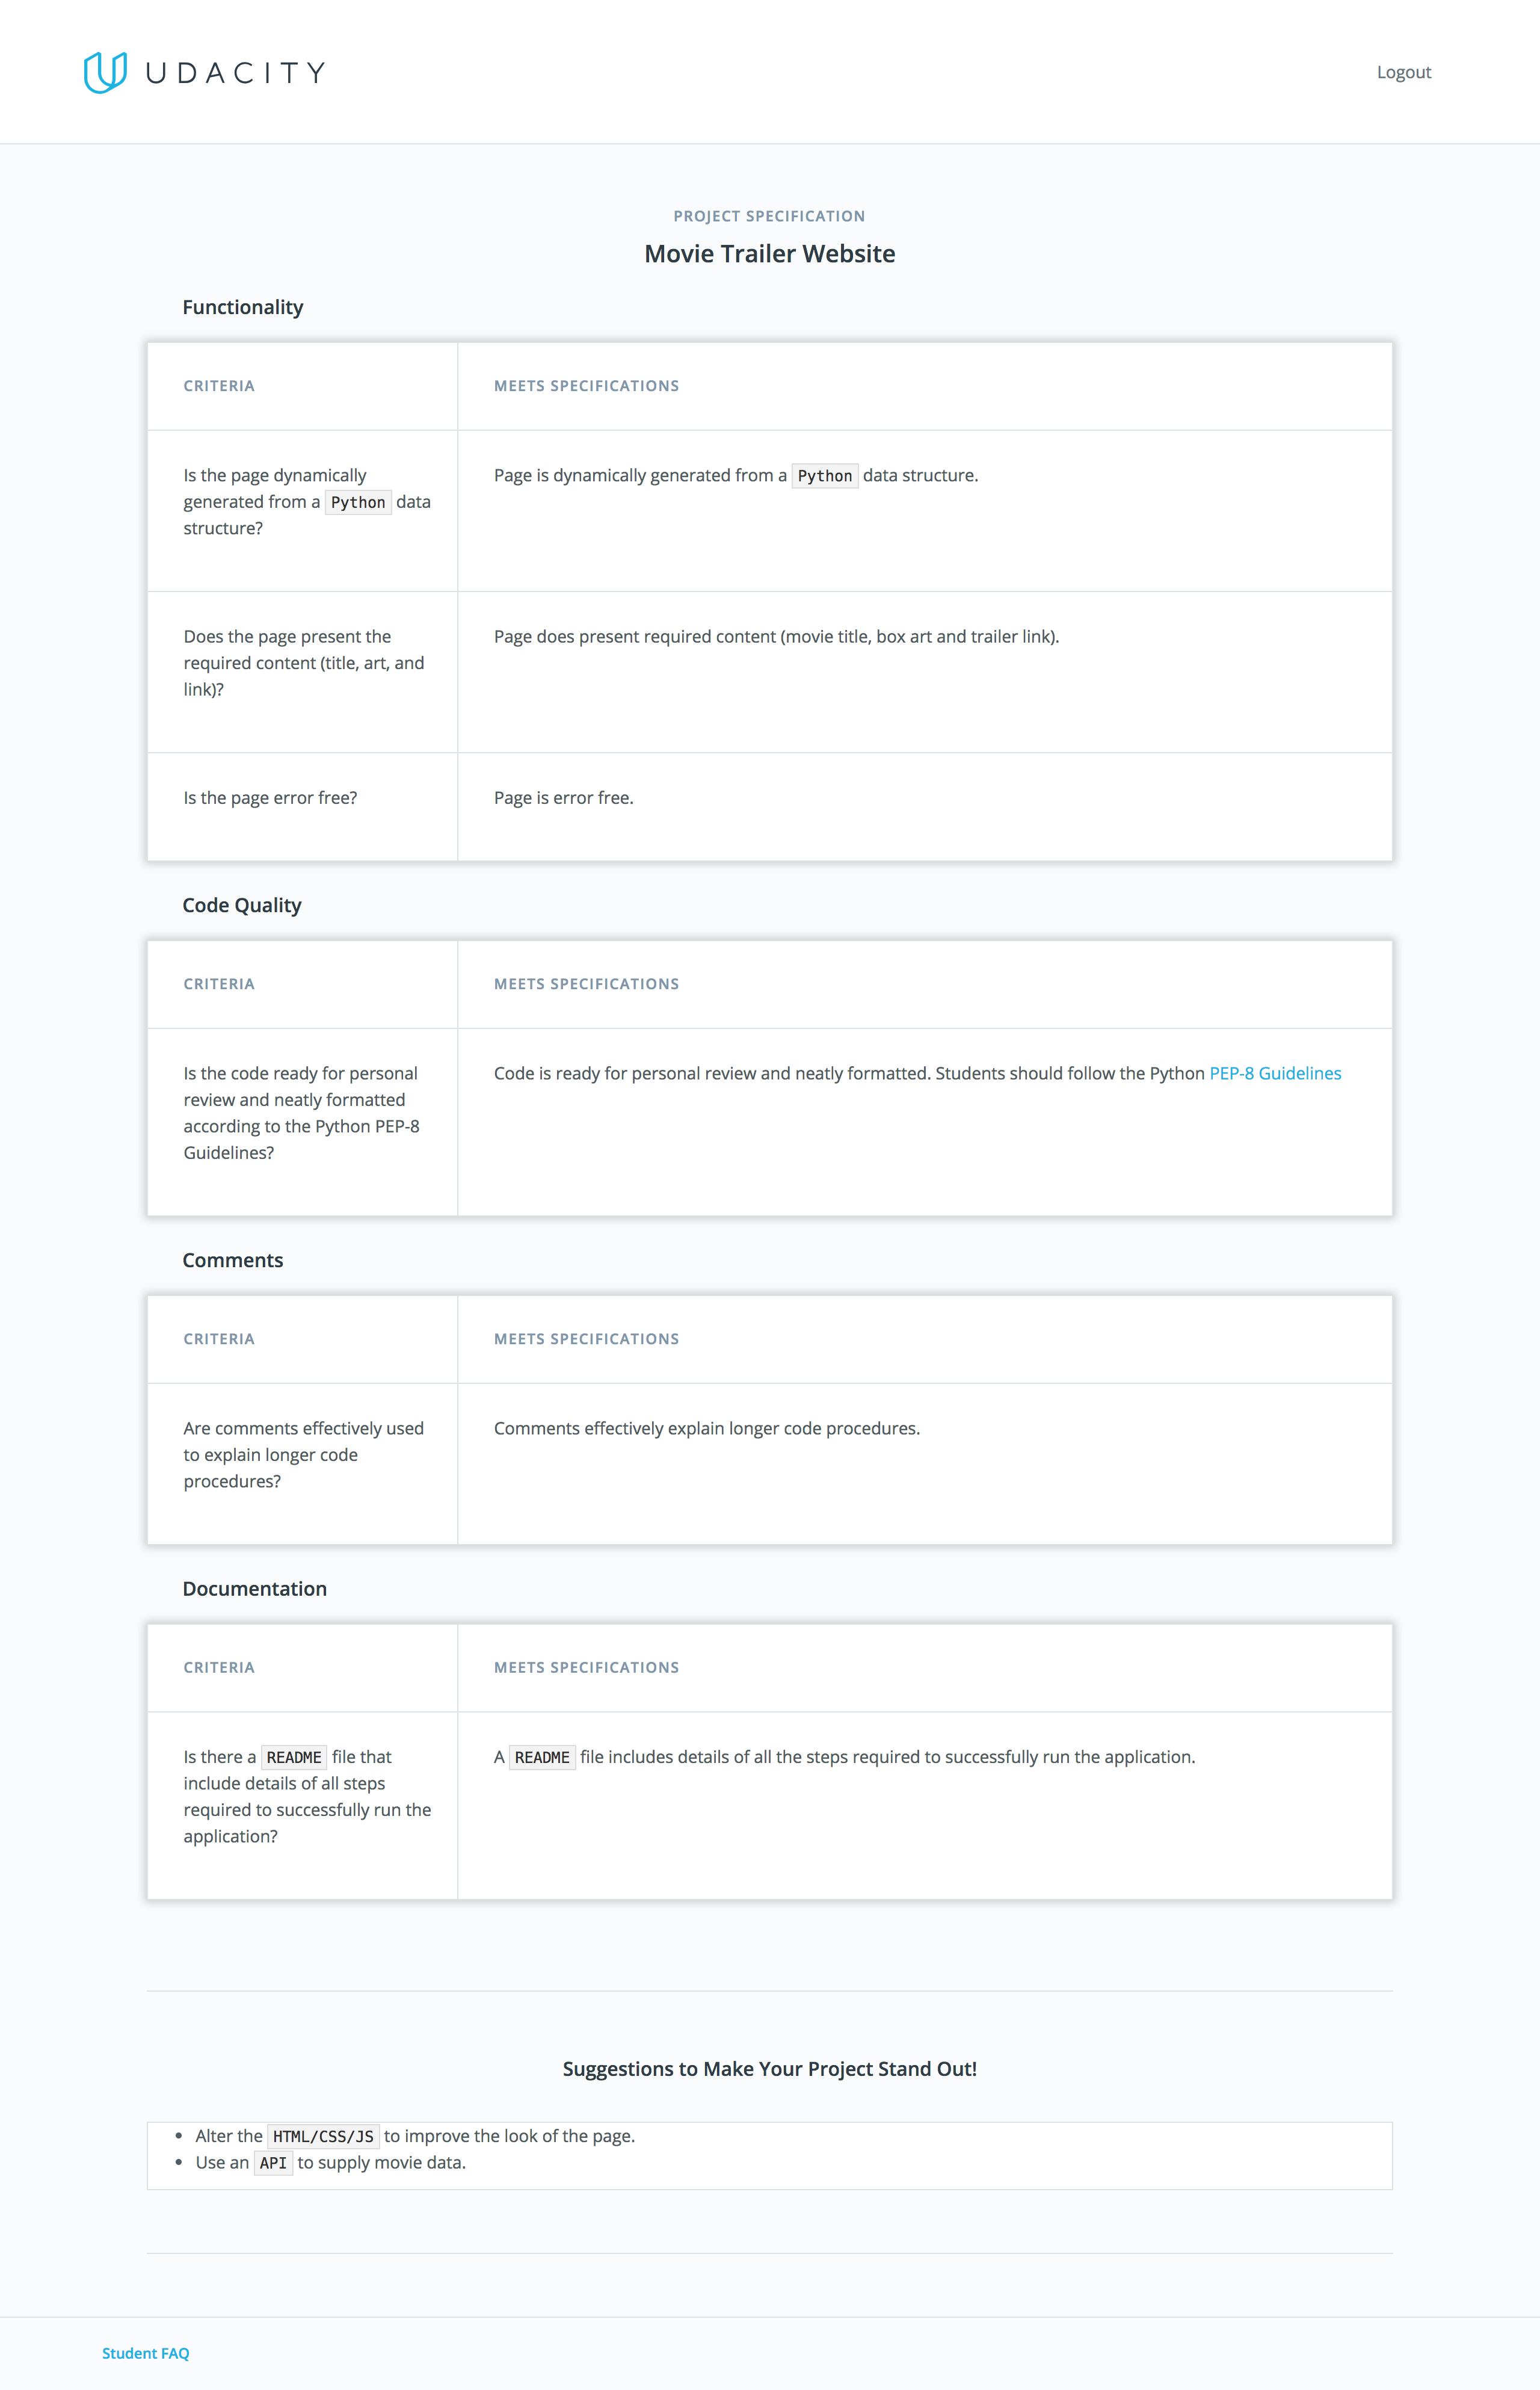 UDACITY
Logout
PROJECT SPECIFICATION
Movie Trailer Website
Functionality
CRITERIA
MEETS SPECIFICATIONS
Is the page dynamically
generated from a Python data
structure?
Page is dynamically generated from a Python data structure.
Does the page present the
required content (title, art, and
link)?
Page does present required content (movie title, box art and trailer link).
Is the page error free?
Page is error free.
Code Quality
CRITERIA
MEETS SPECIFICATIONS
Is the code ready for personal
review and neatly formatted
according to the Python PEP-8
Guidelines?
Code is ready for personal review and neatly formatted. Students should follow the Python PEP-8 Guidelines
Comments
CRITERIA
MEETS SPECIFICATIONS
Are comments effectively used
to explain longer code
procedures?
Comments effectively explain longer code procedures.
Documentation
CRITERIA
MEETS SPECIFICATIONS
Is there a README file that
include details of all steps
required to successfully run the
application?
A README file includes details of all the steps required to successfully run the application.
Suggestions to Make Your Project Stand Out!
• Alter the HTML/CSS/JS to improve the look of the page.
• Use an API to supply movie data.
Student FAQ